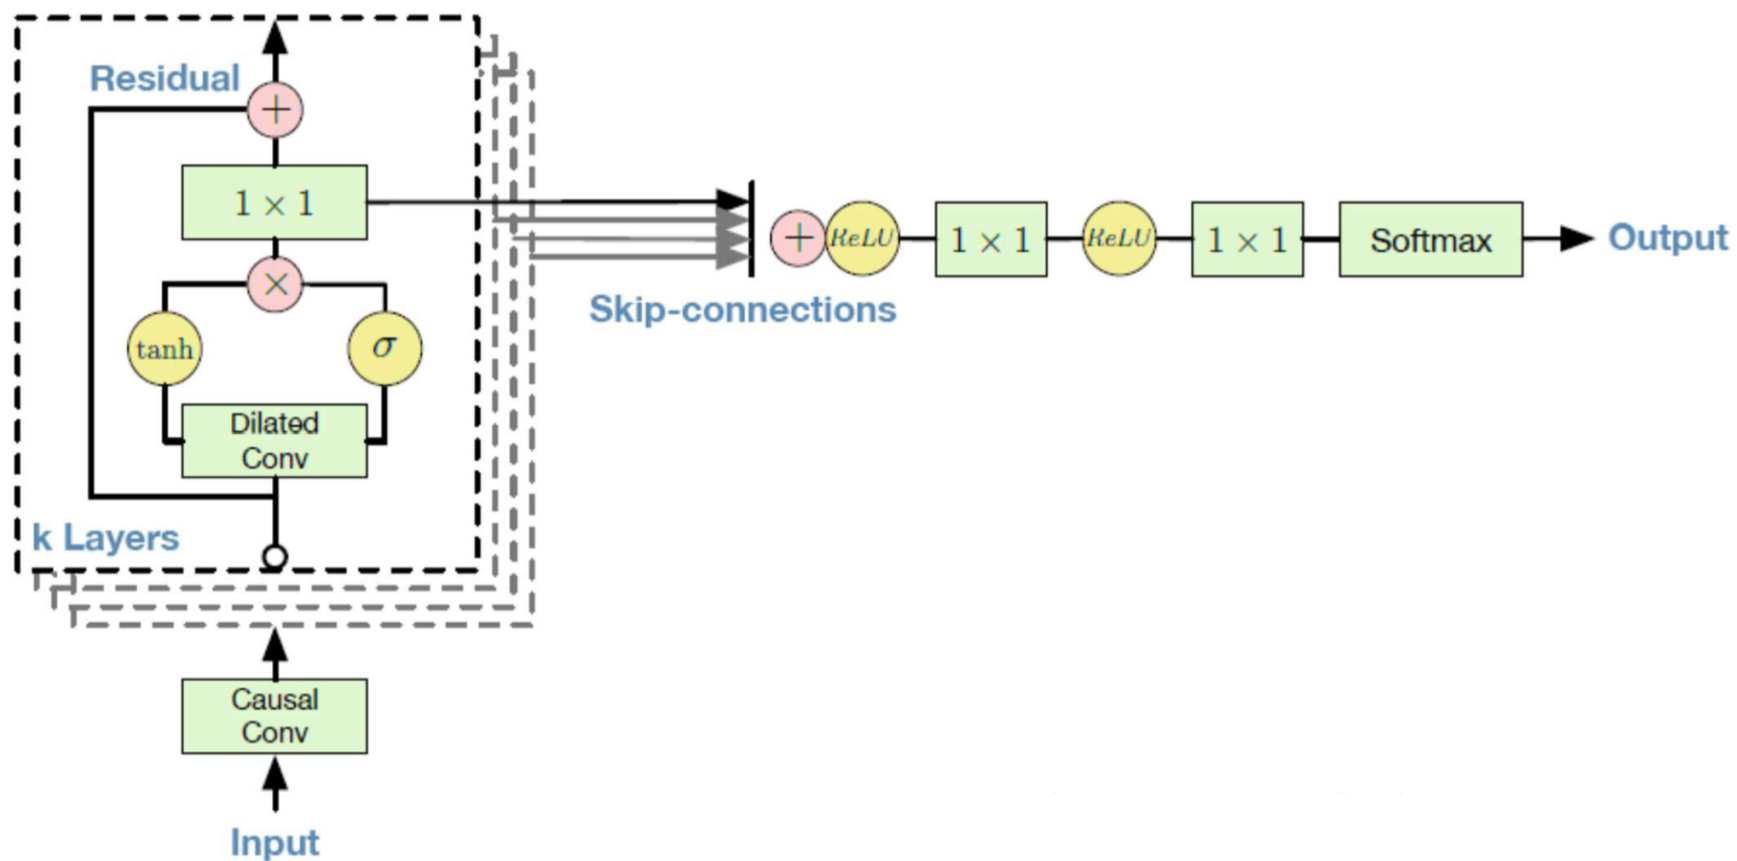 Residual
+
1 × 1
×
tanh
σ
Dilated
Conv
k Layers
Causal
Conv
Input
Skip-connections
+
ReLU
1 × 1
ReLU
1 × 1
Softmax
Output